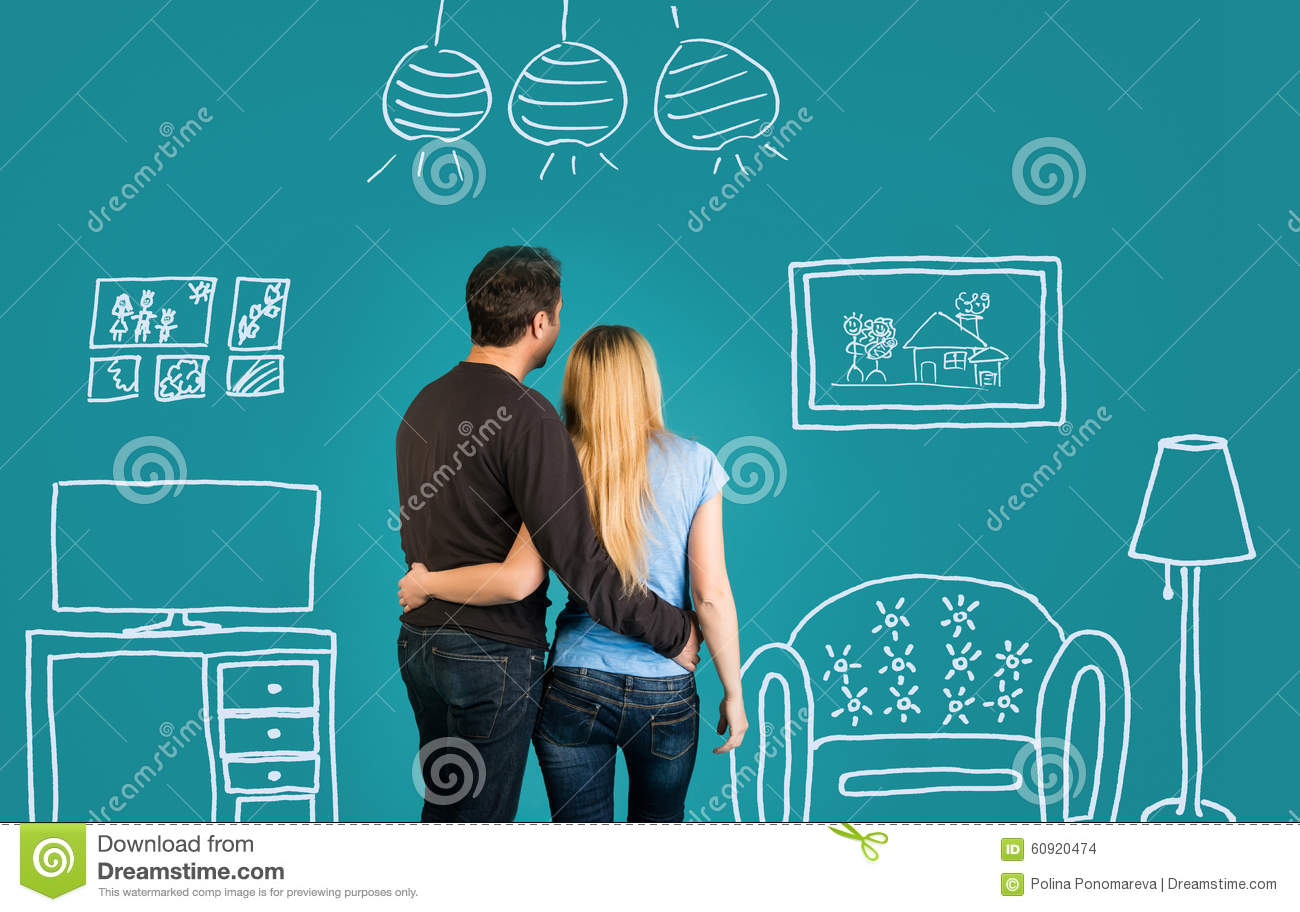 dreamstime
dreamstime
dreamstime
dreamstime
dreamstime
dreamstime
Download from
Dreamstime.com
This watermarked comp image is for previewing purposes only.
ID 60920474
© Polina Ponomareva | Dreamstime.com